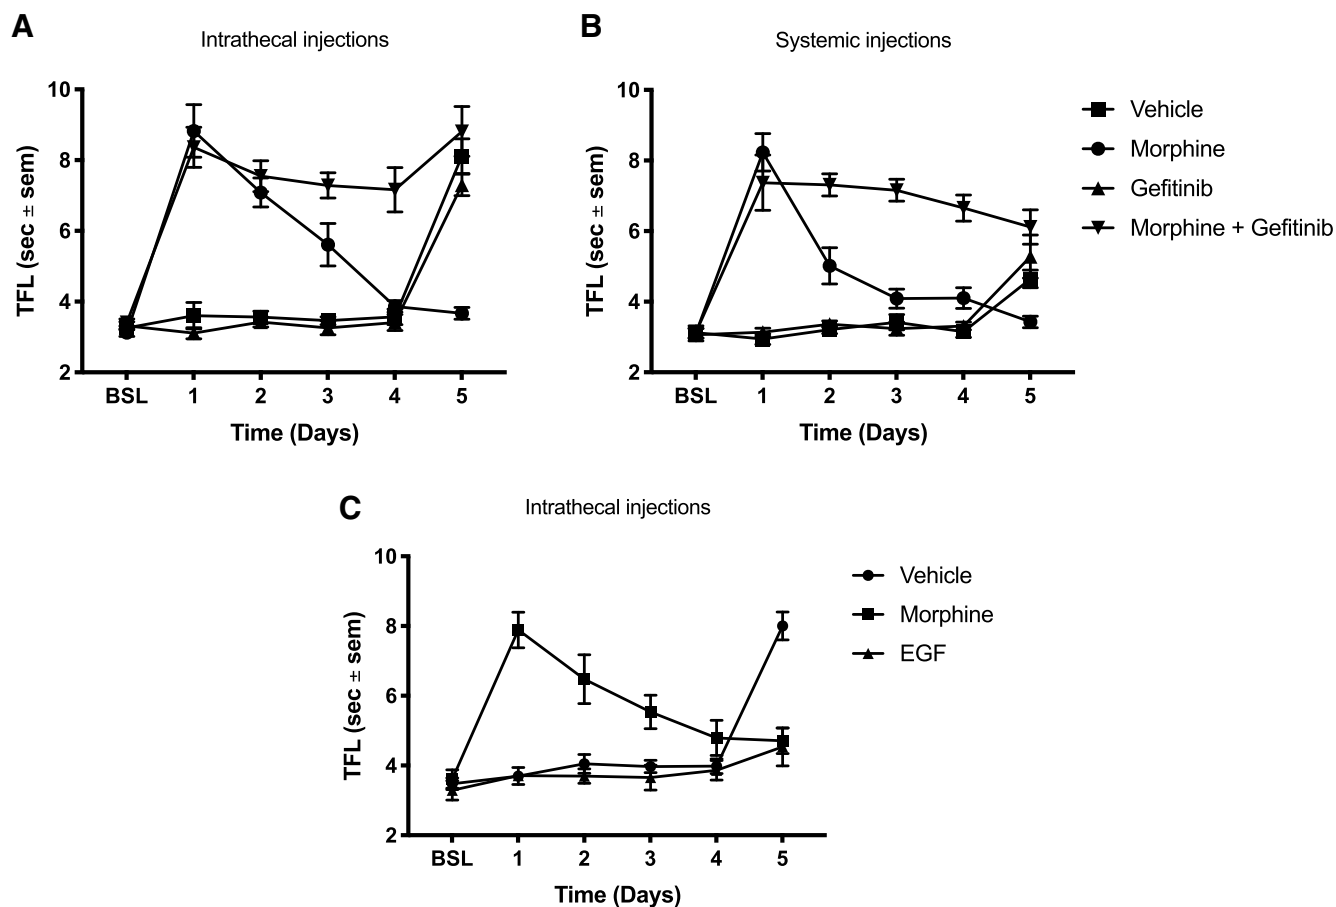 A
Intrathecal injections
10
8
6
4
2
TFL (sec ± sem)
BSL 1 2 3 4 5
Time (Days)
B
Systemic injections
10
8
6
4
2
TFL (sec ± sem)
BSL 1 2 3 4 5
Time (Days)
Vehicle
Morphine
Gefitinib
Morphine + Gefitinib
C
Intrathecal injections
10
8
6
4
2
TFL (sec ± sem)
BSL 1 2 3 4 5
Time (Days)
Vehicle
Morphine
EGF